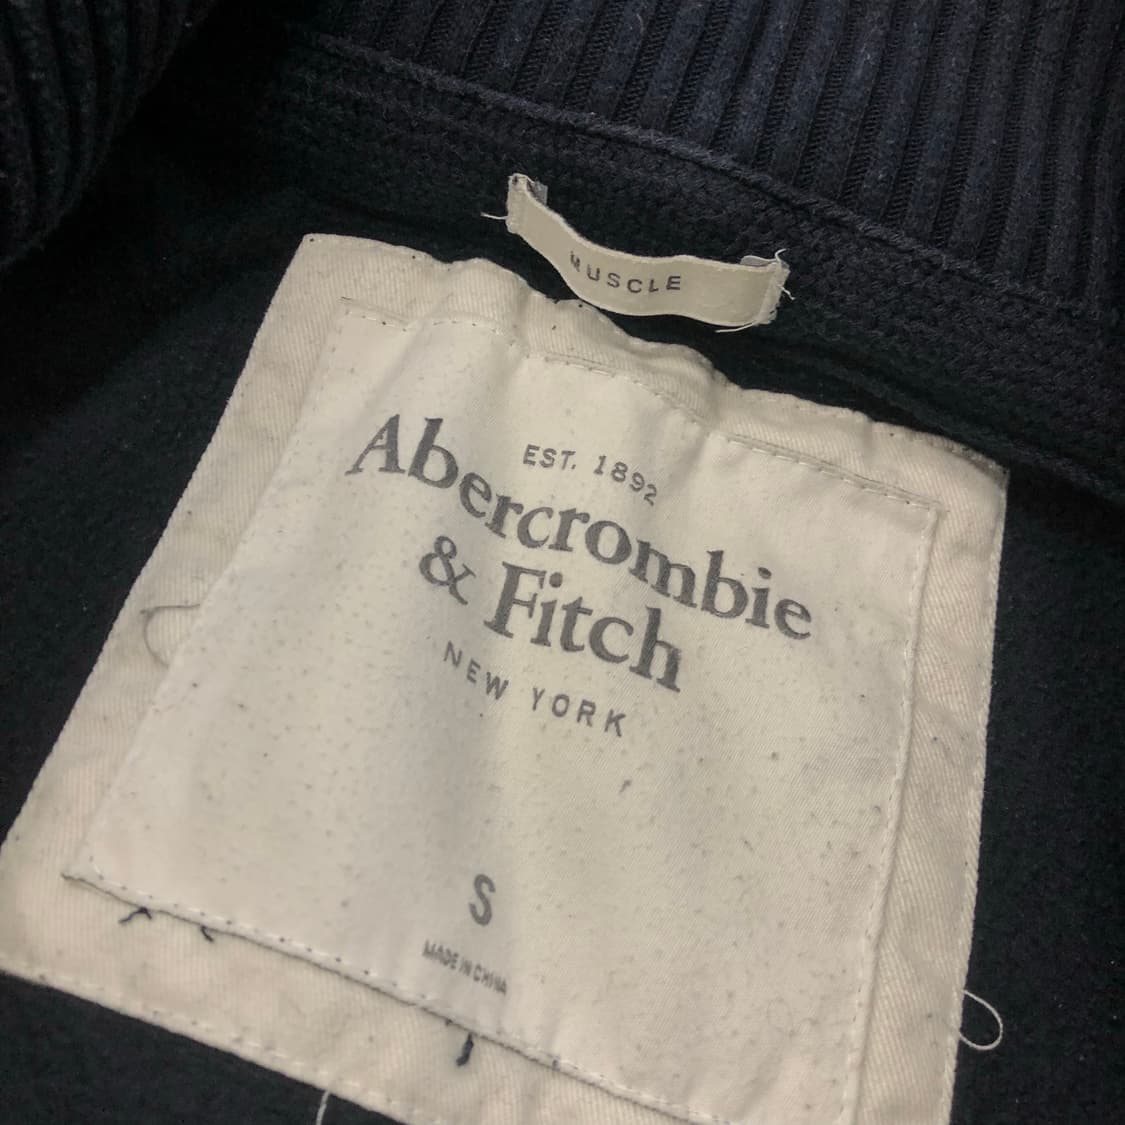 MUSCLE
EST. 1892
Abercrombie
& Fitch
NEW YORK
S
MADE IN CHINA